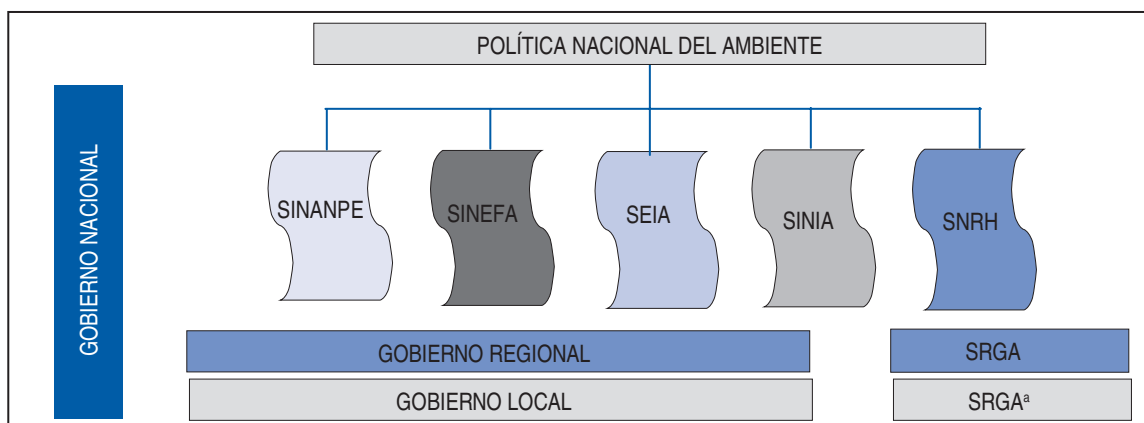 POLÍTICA NACIONAL DEL AMBIENTE
GOBIERNO NACIONAL
SINANPE
SINEFA
SEIA
SINIA
SNRH
GOBIERNO REGIONAL
SRGA
GOBIERNO LOCAL
SRGAª